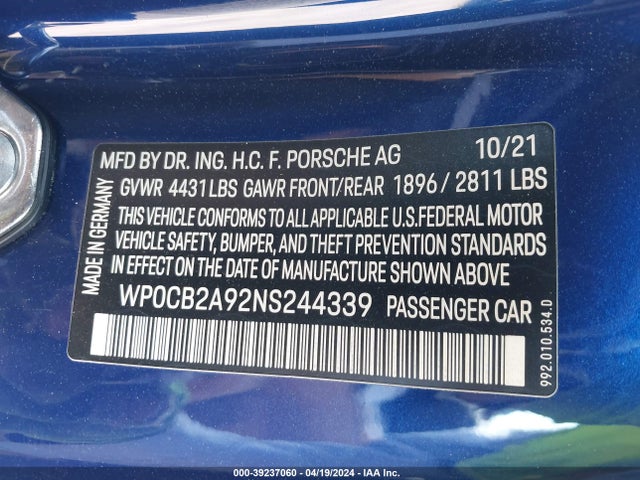 MFD BY DR. ING. H.C. F. PORSCHE AG 10/21
GVWR 4431 LBS GAWR FRONT/REAR 1896 / 2811 LBS
THIS VEHICLE CONFORMS TO ALL APPLICABLE U.S.FEDERAL MOTOR
VEHICLE SAFETY, BUMPER, AND THEFT PREVENTION STANDARDS
IN EFFECT ON THE DATE OF MANUFACTURE SHOWN ABOVE
WP0CB2A92NS244339 PASSENGER CAR
MADE IN GERMANY
992.010.534.D
000-39237060 - 04/19/2024 - IAA Inc.